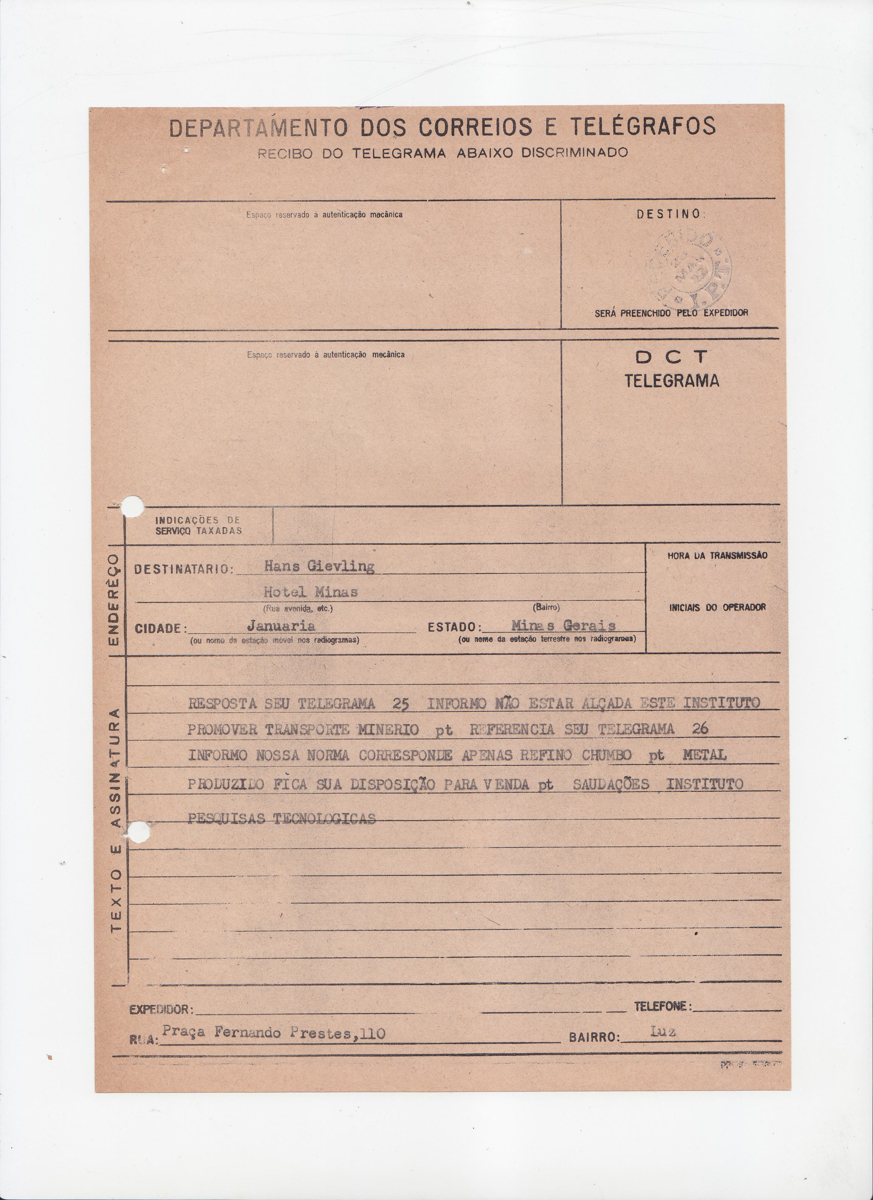 DEPARTAMENTO DOS CORREIOS E TELÉGRAFOS
RECIBO DO TELEGRAMA ABAIXO DISCRIMINADO
Espaço reservado à autenticação mecânica
DESTINO:
I.P.T.
SERÁ PREENCHIDO PELO EXPEDIDOR
Espaço reservado à autenticação mecânica
D C T
TELEGRAMA
INDICAÇÕES DE
SERVIÇO TAXADAS
ENDERÊÇO
DESTINATARIO: Hans Gievling
Hotel Minas
(Rua avenida, etc.) (Bairro)
CIDADE: Januaria ESTADO: Minas Gerais
(ou nome da estação móvel nos radiogramas) (ou nome da estação terrestre nos radiogramas)
HORA DA TRANSMISSÃO
INICIAIS DO OPERADOR
TEXTO E ASSINATURA
RESPOSTA SEU TELEGRAMA 25 INFORMO NÃO ESTAR ALÇADA ESTE INSTITUTO
PROMOVER TRANSPORTE MINERIO pt REFERENCIA SEU TELEGRAMA 26
INFORMO NOSSA NORMA CORRESPONDE APENAS REFINO CHUMBO pt METAL
PRODUZIDO FICA SUA DISPOSIÇÃO PARA VENDA pt SAUDAÇÕES INSTITUTO
PESQUISAS TECNOLOGICAS
EXPEDIDOR: TELEFONE:
RUA: Praça Fernando Prestes,110 BAIRRO: Luz